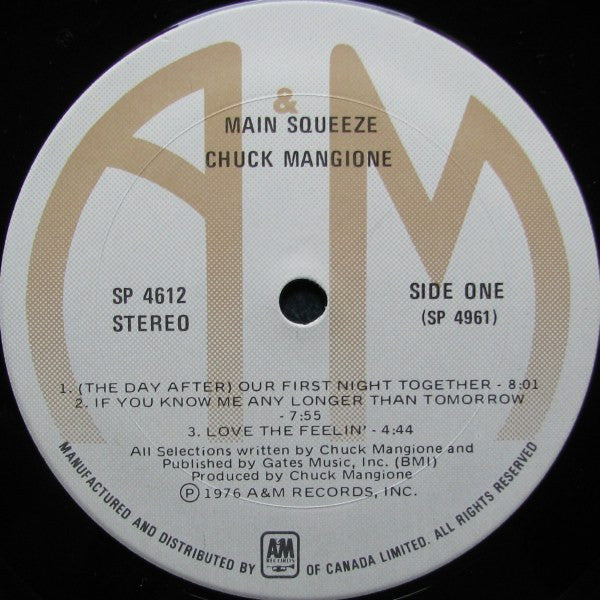 A & M
MAIN SQUEEZE
CHUCK MANGIONE
SP 4612
STEREO
SIDE ONE
(SP 4961)
1. (THE DAY AFTER) OUR FIRST NIGHT TOGETHER - 8:01
2. IF YOU KNOW ME ANY LONGER THAN TOMORROW
- 7:55
3. LOVE THE FEELIN' - 4:44
All Selections written by Chuck Mangione and
Published by Gates Music, Inc. (BMI)
Produced by Chuck Mangione
Ⓟ 1976 A&M RECORDS, INC.
MANUFACTURED AND DISTRIBUTED BY A&M RECORDS OF CANADA LIMITED. ALL RIGHTS RESERVED